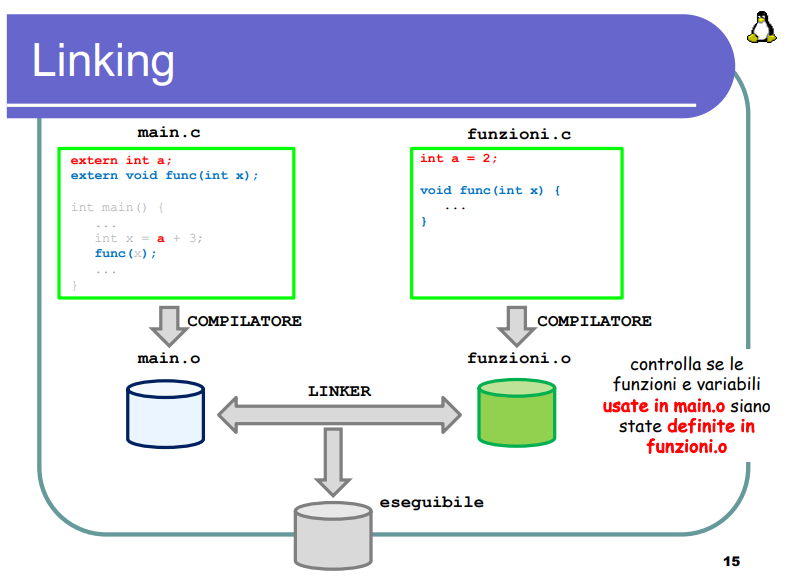 Linking
main.c
extern int a;
extern void func(int x);
int main() {
...
int x = a + 3;
func(x);
...
}
funzioni.c
int a = 2;
void func(int x) {
...
}
COMPILATORE
COMPILATORE
main.o
funzioni.o
LINKER
controlla se le
funzioni e variabili
usate in main.o siano
state definite in
funzioni.o
eseguibile
15